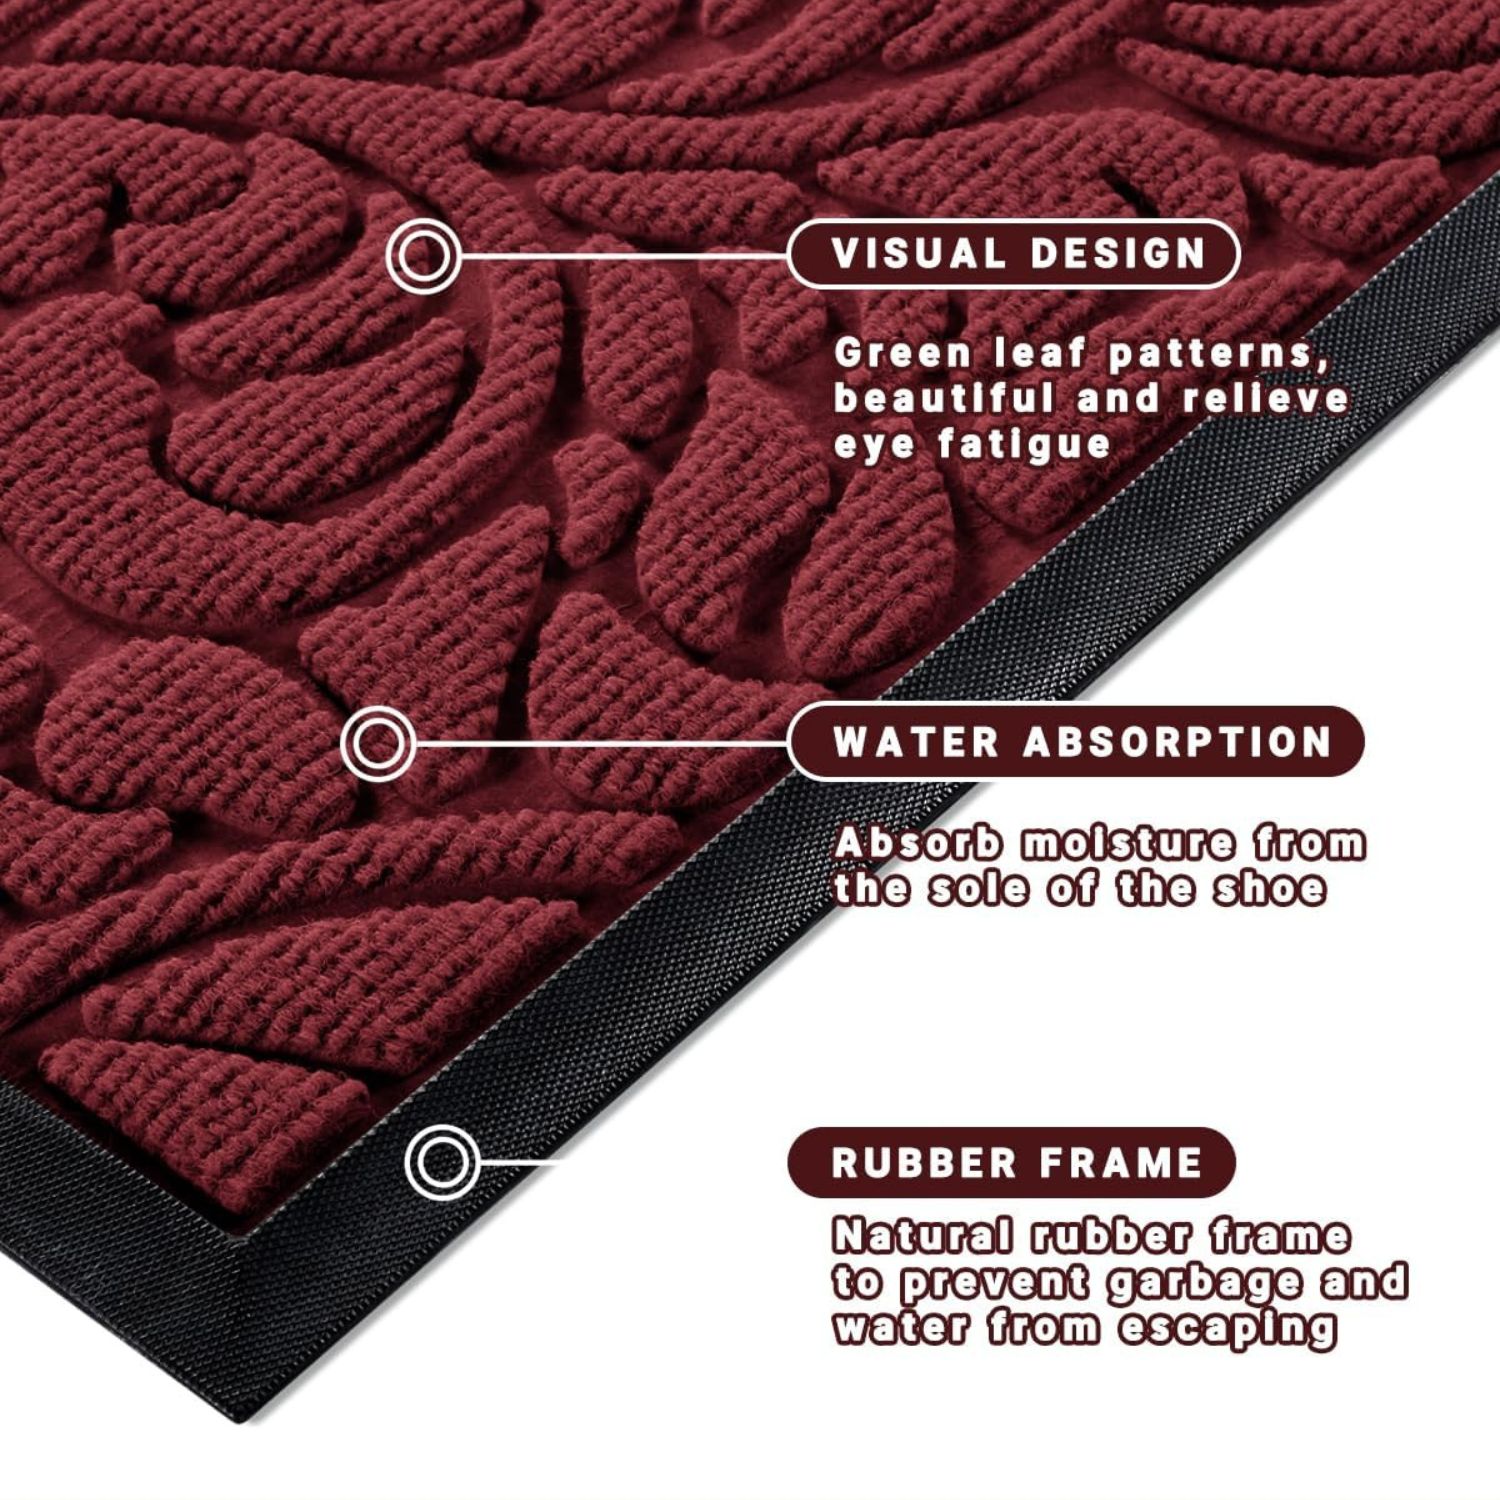 VISUAL DESIGN
Green leaf patterns,
beautiful and relieve
eye fatigue
WATER ABSORPTION
Absorb moisture from
the sole of the shoe
RUBBER FRAME
Natural rubber frame
to prevent garbage and
water from escaping